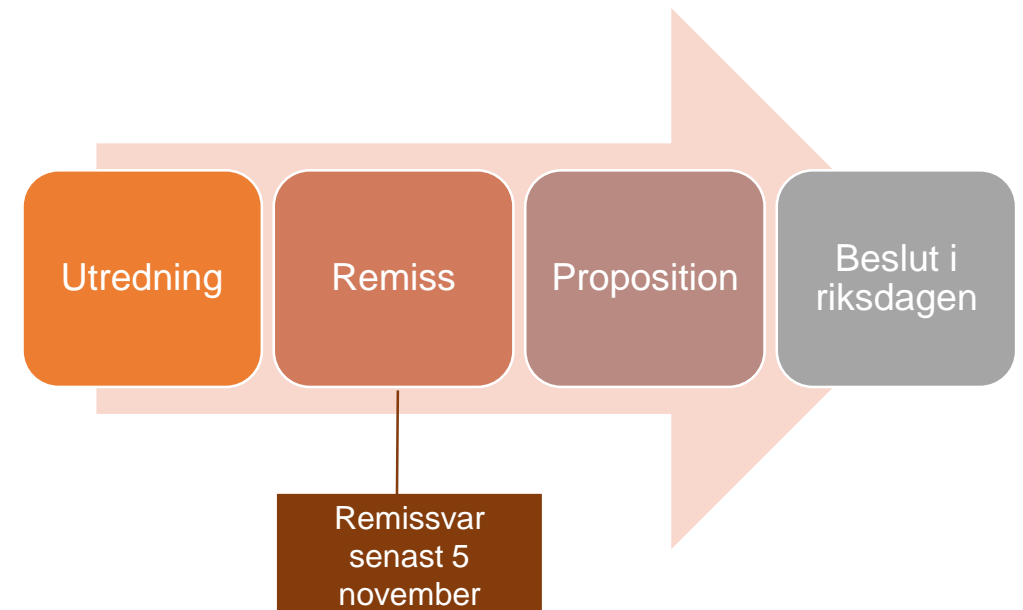 Utredning
Remiss
Proposition
Beslut i
riksdagen
Remissvar
senast 5
november